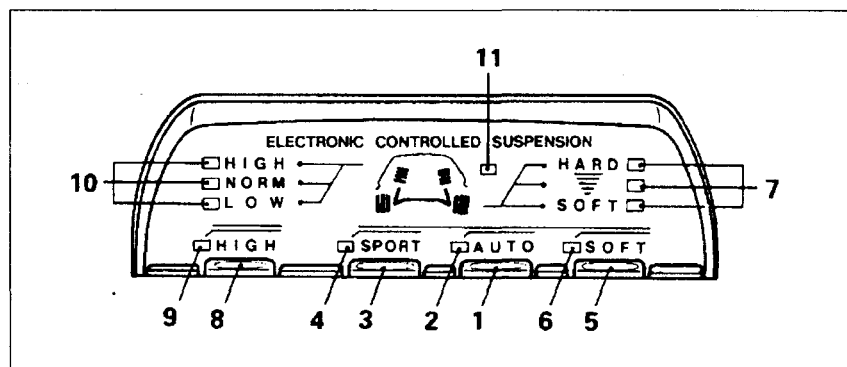 11
ELECTRONIC CONTROLLED SUSPENSION
HIGH HARD
10 NORM 7
LOW SOFT
HIGH SPORT AUTO SOFT
9 8 4 3 2 1 6 5